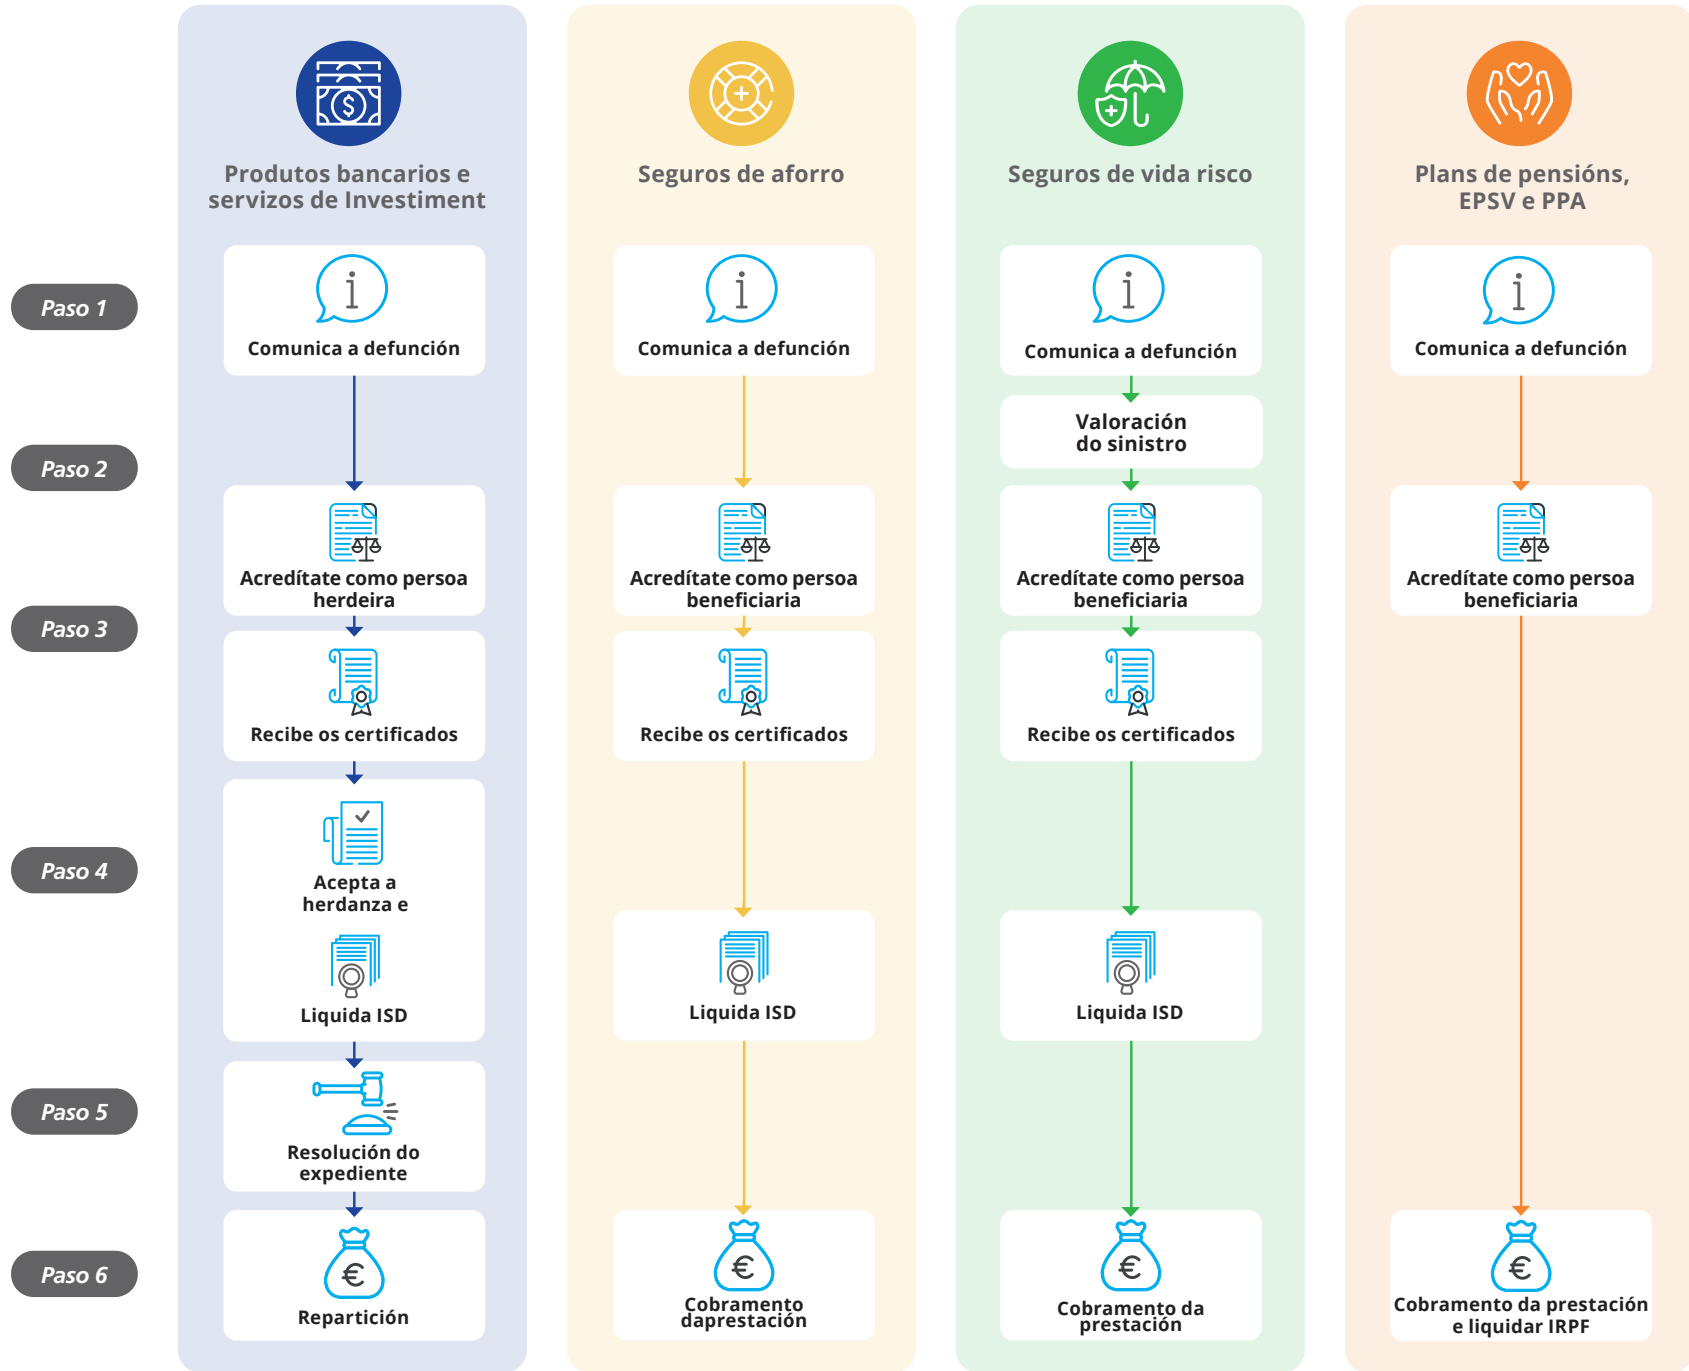 Produtos bancarios e
servizos de Investiment
Seguros de aforro
Seguros de vida risco
Plans de pensións,
EPSV e PPA
Paso 1
Comunica a defunción
Comunica a defunción
Comunica a defunción
Comunica a defunción
Valoración
do sinistro
Paso 2
Acredítate como persoa
herdeira
Acredítate como persoa
beneficiaria
Acredítate como persoa
beneficiaria
Acredítate como persoa
beneficiaria
Paso 3
Recibe os certificados
Recibe os certificados
Recibe os certificados
Paso 4
Acepta a
herdanza e
Liquida ISD
Liquida ISD
Liquida ISD
Paso 5
Resolución do
expediente
Paso 6
Repartición
Cobramento
daprestación
Cobramento da
prestación
Cobramento da prestación
e liquidar IRPF